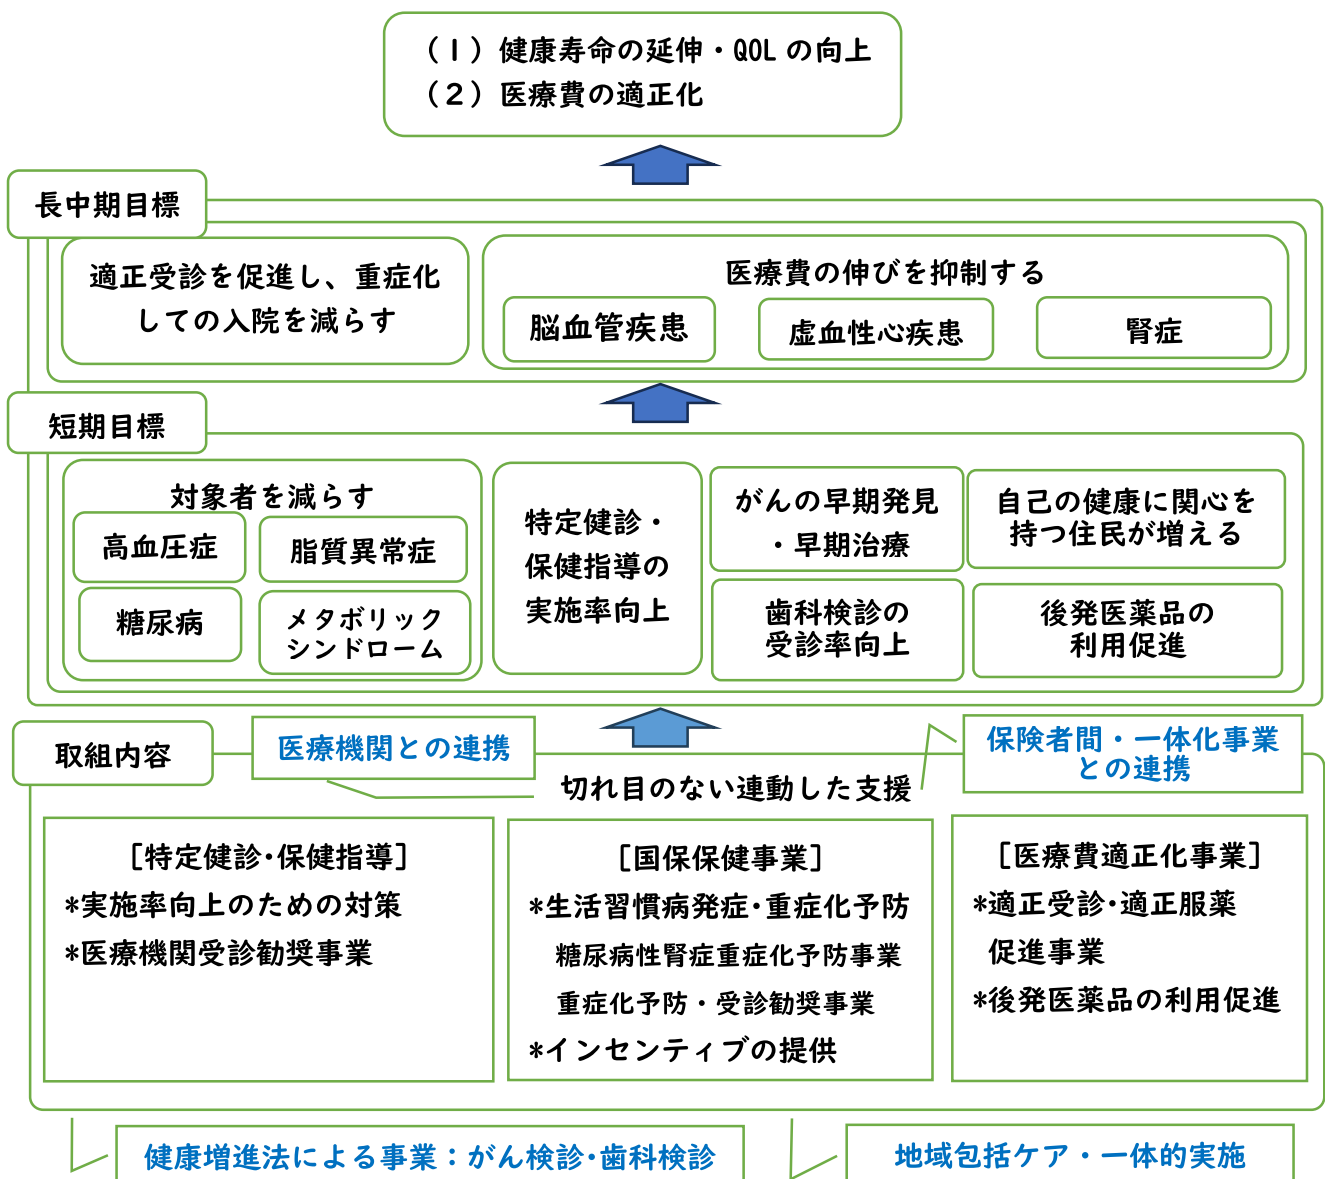 （１）健康寿命の延伸・QOL の向上
（２）医療費の適正化
長中期目標
適正受診を促進し、重症化
しての入院を減らす
医療費の伸びを抑制する
脳血管疾患
虚血性心疾患
腎症
短期目標
対象者を減らす
高血圧症
脂質異常症
糖尿病
メタボリック
シンドローム
特定健診・
保健指導の
実施率向上
がんの早期発見
・早期治療
歯科検診の
受診率向上
自己の健康に関心を
持つ住民が増える
後発医薬品の
利用促進
取組内容
医療機関との連携
切れ目のない連動した支援
保険者間・一体化事業
との連携
［特定健診・保健指導］
*実施率向上のための対策
*医療機関受診勧奨事業
［国保保健事業］
*生活習慣病発症・重症化予防
糖尿病性腎症重症化予防事業
重症化予防・受診勧奨事業
*インセンティブの提供
［医療費適正化事業］
*適正受診・適正服薬
促進事業
*後発医薬品の利用促進
健康増進法による事業：がん検診・歯科検診
地域包括ケア・一体的実施